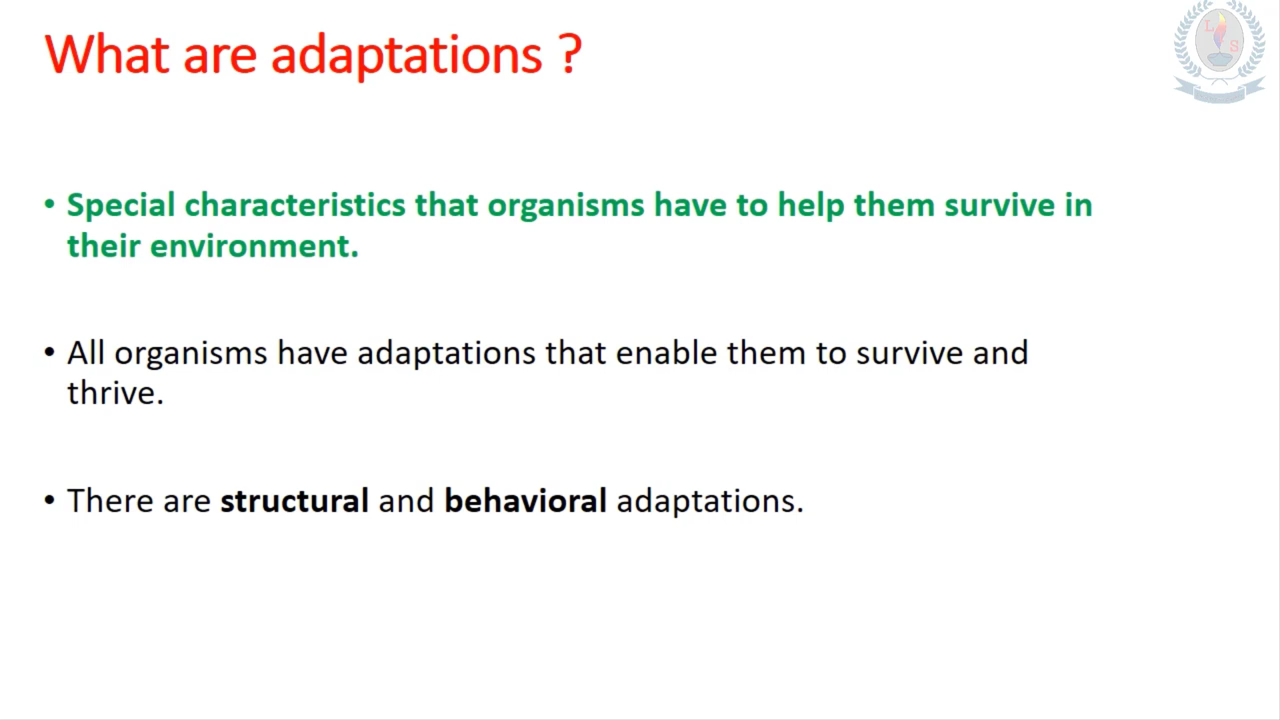 What are adaptations ?
L
S
• Special characteristics that organisms have to help them survive in
their environment.
• All organisms have adaptations that enable them to survive and
thrive.
• There are structural and behavioral adaptations.